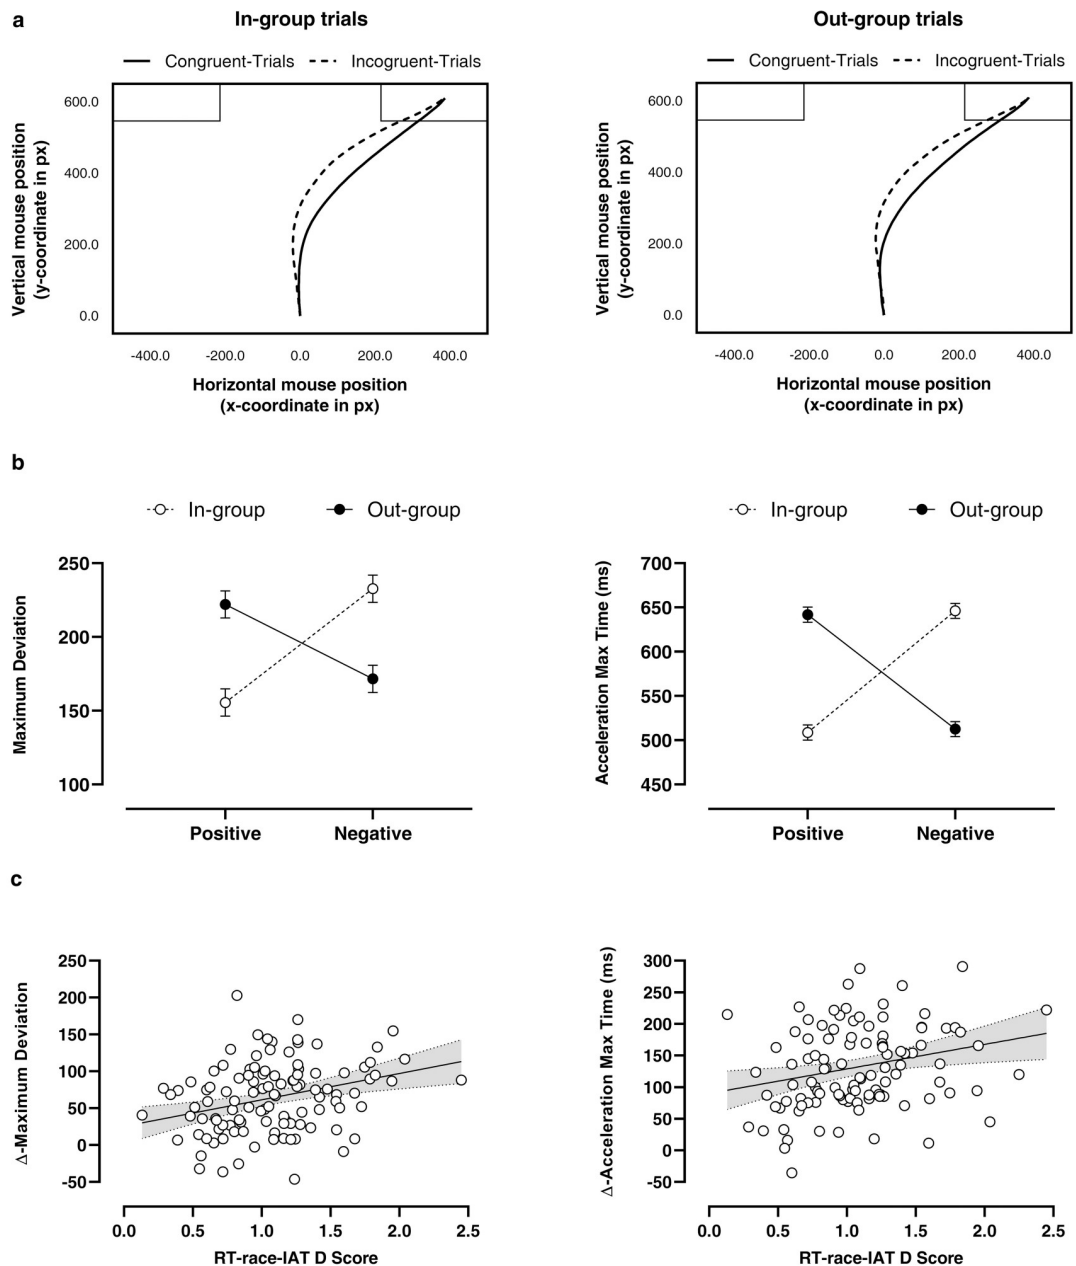 a
In-group trials
Out-group trials
Congruent-Trials
Incogruent-Trials
Congruent-Trials
Incogruent-Trials
Vertical mouse position
(y-coordinate in px)
600.0
400.0
200.0
0.0
-400.0 -200.0 0.0 200.0 400.0
Horizontal mouse position
(x-coordinate in px)
Vertical mouse position
(y-coordinate in px)
600.0
400.0
200.0
0.0
-400.0 -200.0 0.0 200.0 400.0
Horizontal mouse position
(x-coordinate in px)
b
In-group
Out-group
Maximum Deviation
250
200
150
100
Positive Negative
In-group
Out-group
Acceleration Max Time (ms)
700
650
600
550
500
450
Positive Negative
c
Δ-Maximum Deviation
250
200
150
100
50
0
-50
0.0 0.5 1.0 1.5 2.0 2.5
RT-race-IAT D Score
Δ-Acceleration Max Time (ms)
300
250
200
150
100
50
0
-50
0.0 0.5 1.0 1.5 2.0 2.5
RT-race-IAT D Score